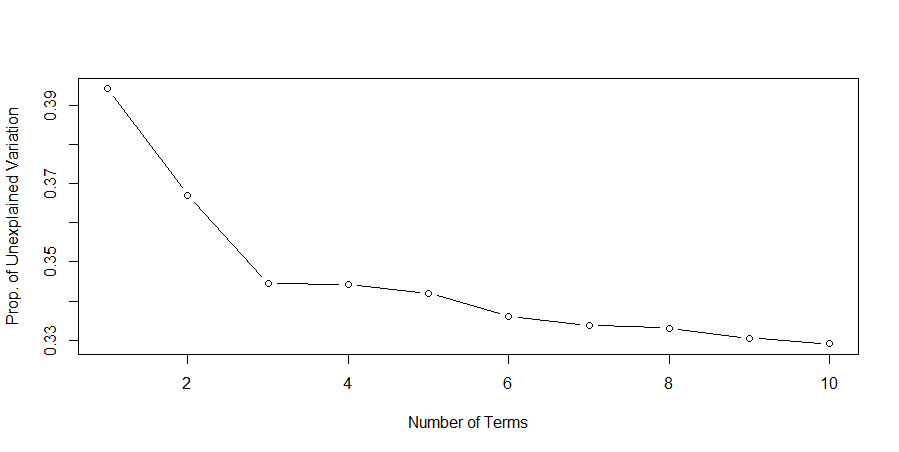 Prop. of Unexplained Variation
0.39
0.37
0.35
0.33
2 4 6 8 10
Number of Terms